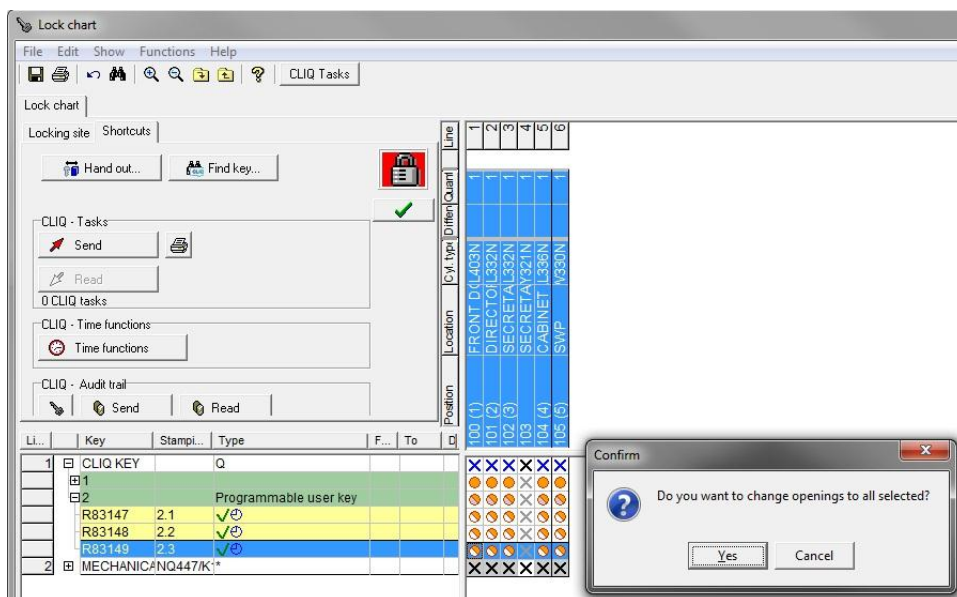 Lock chart
File Edit Show Functions Help
CLIQ Tasks
Lock chart
Locking site Shortcuts
Hand out... Find key...
CLIQ - Tasks
Send
Read
0 CLIQ tasks
CLIQ - Time functions
Time functions
CLIQ - Audit trail
Send Read
Line 1 2 3 4 5 6
Quant 1 1 1 1 1 1
Differ
Cyl. type L403N L332N L332N Y321N L336N V330N
Location FRONT DO DIRECTOR SECRETA SECRETA CABINET SWP
Position 100 (1) 101 (2) 102 (3) 103 104 (4) 105 (5)
Li... Key Stampi... Type F... To D
1 CLIQ KEY Q
1
2 Programmable user key
R83147 2.1
R83148 2.2
R83149 2.3
2 MECHANICA NQ447/K *
Confirm
Do you want to change openings to all selected?
Yes Cancel